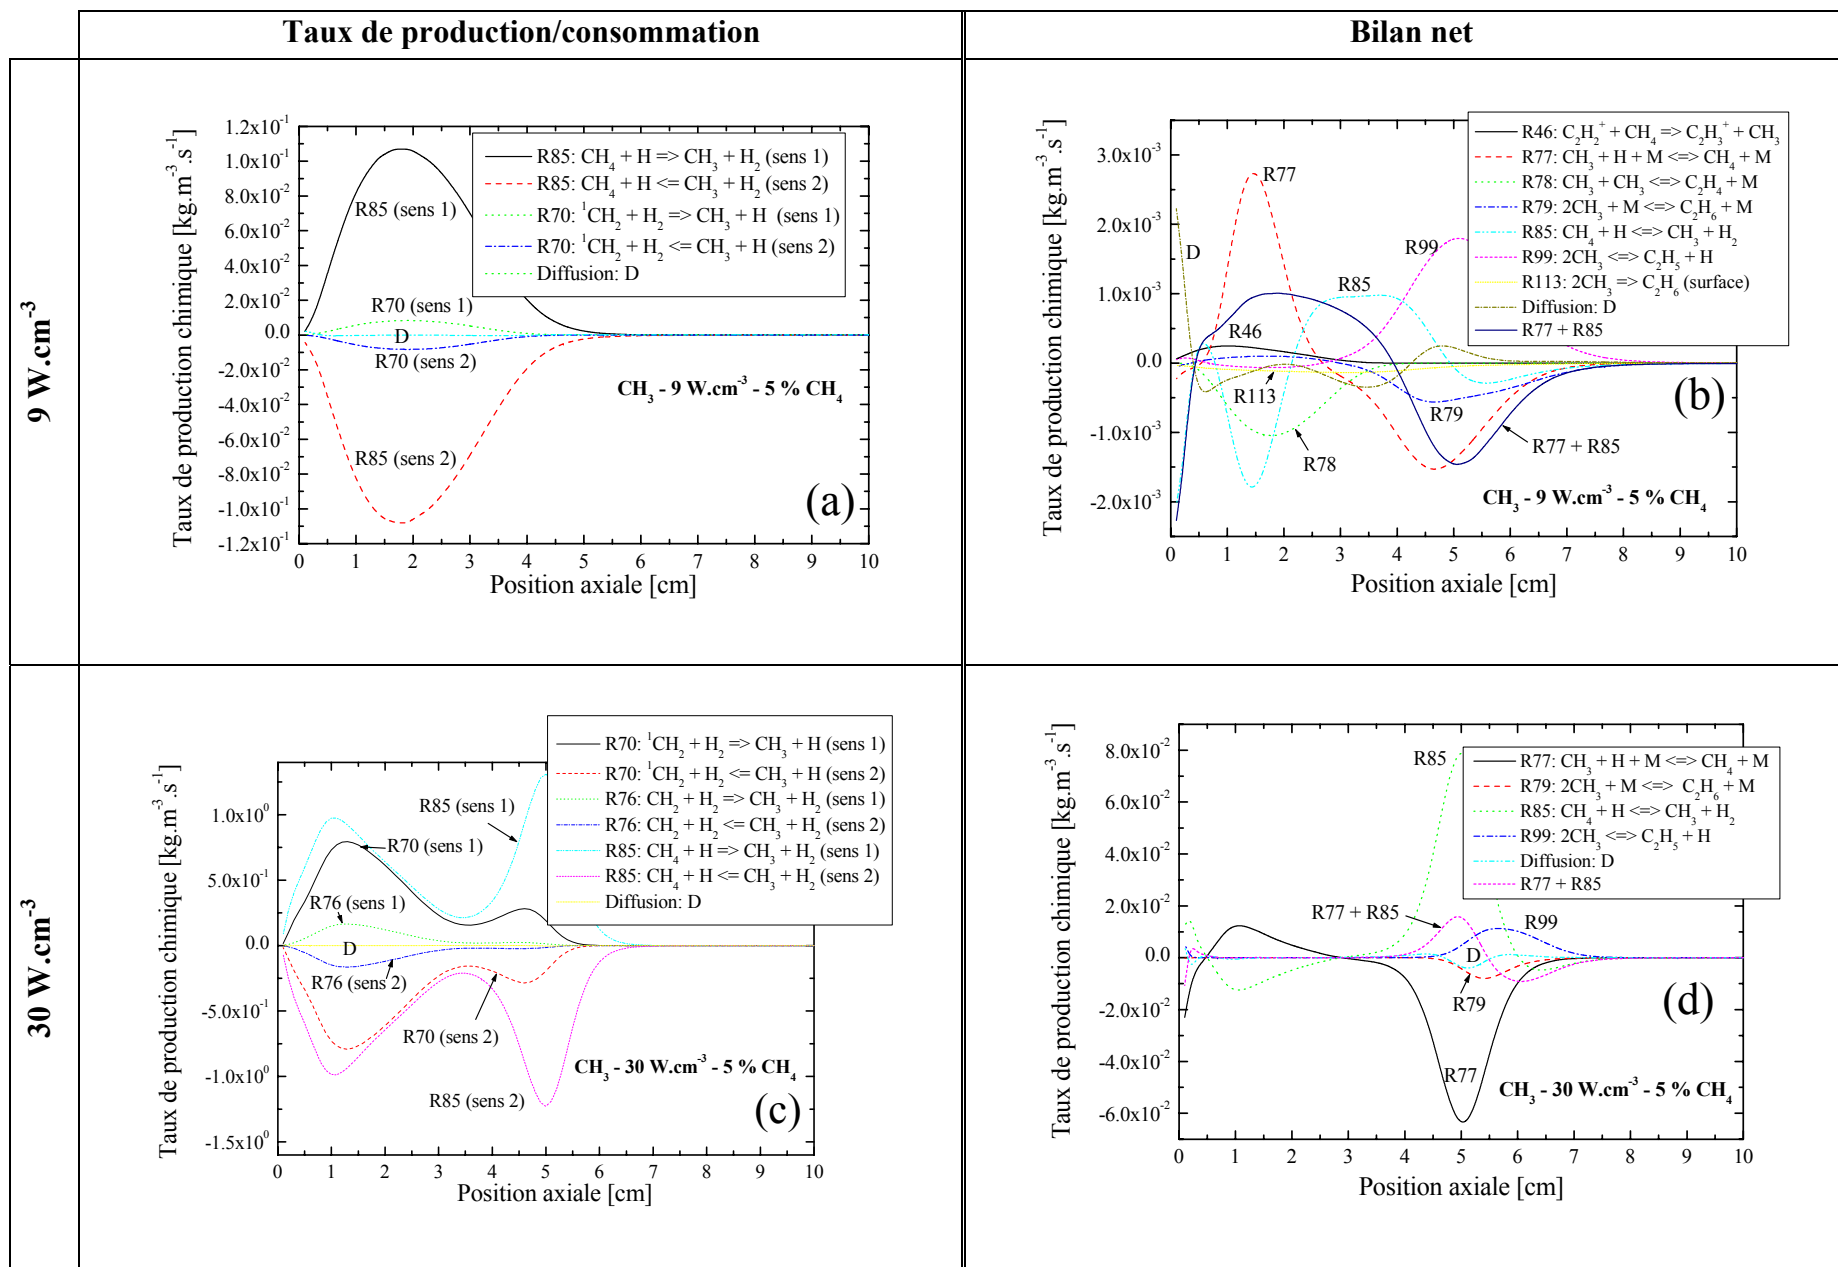 Taux de production/consommation
Bilan net
9 W.cm⁻³
Taux de production chimique [kg.m⁻³.s⁻¹]
1.2x10⁻¹
1.0x10⁻¹
8.0x10⁻²
6.0x10⁻²
4.0x10⁻²
2.0x10⁻²
0.0
-2.0x10⁻²
-4.0x10⁻²
-6.0x10⁻²
-8.0x10⁻²
-1.0x10⁻¹
-1.2x10⁻¹
R85: CH₄ + H => CH₃ + H₂ (sens 1)
R85: CH₄ + H <= CH₃ + H₂ (sens 2)
R70: ¹CH₂ + H₂ => CH₃ + H (sens 1)
R70: ¹CH₂ + H₂ <= CH₃ + H (sens 2)
Diffusion: D
R85 (sens 1)
R70 (sens 1)
D
R70 (sens 2)
R85 (sens 2)
CH₃ - 9 W.cm⁻³ - 5 % CH₄
(a)
0 1 2 3 4 5 6 7 8 9 10
Position axiale [cm]
Taux de production chimique [kg.m⁻³.s⁻¹]
3.0x10⁻³
2.0x10⁻³
1.0x10⁻³
0.0
-1.0x10⁻³
-2.0x10⁻³
R46: C₂H₂⁺ + CH₄ => C₂H₃⁺ + CH₃
R77: CH₃ + H + M <=> CH₄ + M
R78: CH₃ + CH₃ <=> C₂H₄ + M
R79: 2CH₃ + M <=> C₂H₆ + M
R85: CH₄ + H <=> CH₃ + H₂
R99: 2CH₃ <=> C₂H₅ + H
R113: 2CH₃ => C₂H₆ (surface)
Diffusion: D
R77 + R85
R77
D
R99
R85
R46
R113
R79
R78
R77 + R85
(b)
CH₃ - 9 W.cm⁻³ - 5 % CH₄
0 1 2 3 4 5 6 7 8 9 10
Position axiale [cm]
30 W.cm⁻³
Taux de production chimique [kg.m⁻³.s⁻¹]
1.0x10⁰
5.0x10⁻¹
0.0
-5.0x10⁻¹
-1.0x10⁰
-1.5x10⁰
R70: ¹CH₂ + H₂ => CH₃ + H (sens 1)
R70: ¹CH₂ + H₂ <= CH₃ + H (sens 2)
R76: CH₂ + H₂ => CH₃ + H₂ (sens 1)
R76: CH₂ + H₂ <= CH₃ + H₂ (sens 2)
R85: CH₄ + H => CH₃ + H₂ (sens 1)
R85: CH₄ + H <= CH₃ + H₂ (sens 2)
Diffusion: D
R85 (sens 1)
R70 (sens 1)
R76 (sens 1)
D
R76 (sens 2)
R70 (sens 2)
CH₃ - 30 W.cm⁻³ - 5 % CH₄
R85 (sens 2)
(c)
0 1 2 3 4 5 6 7 8 9 10
Position axiale [cm]
Taux de production chimique [kg.m⁻³.s⁻¹]
8.0x10⁻²
6.0x10⁻²
4.0x10⁻²
2.0x10⁻²
0.0
-2.0x10⁻²
-4.0x10⁻²
-6.0x10⁻²
R77: CH₃ + H + M <=> CH₄ + M
R79: 2CH₃ + M <=> C₂H₆ + M
R85: CH₄ + H <=> CH₃ + H₂
R99: 2CH₃ <=> C₂H₅ + H
Diffusion: D
R77 + R85
R85
R77 + R85
R99
D
R79
(d)
R77
CH₃ - 30 W.cm⁻³ - 5 % CH₄
0 1 2 3 4 5 6 7 8 9 10
Position axiale [cm]